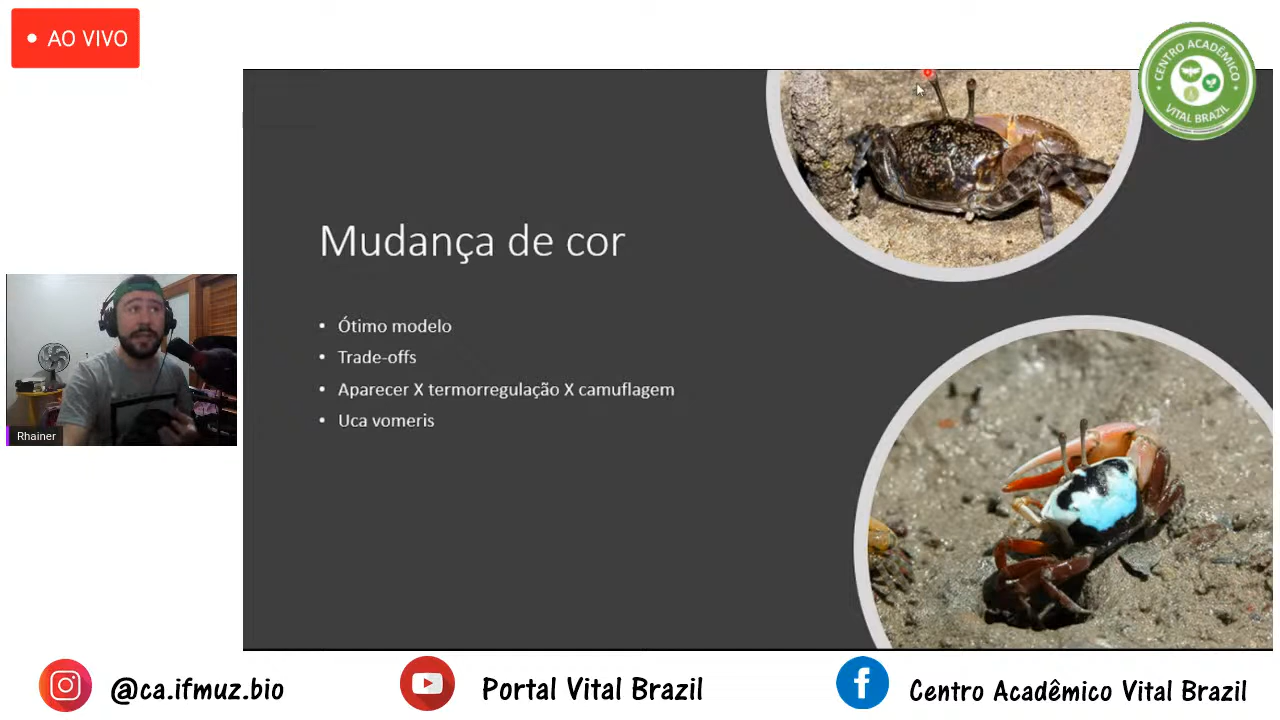 • AO VIVO
CENTRO ACADÊMICO
VITAL BRAZIL
Mudança de cor
• Ótimo modelo
• Trade-offs
• Aparecer X termorregulação X camuflagem
• Uca vomeris
Rhainer
@ca.ifmuz.bio
Portal Vital Brazil
Centro Acadêmico Vital Brazil